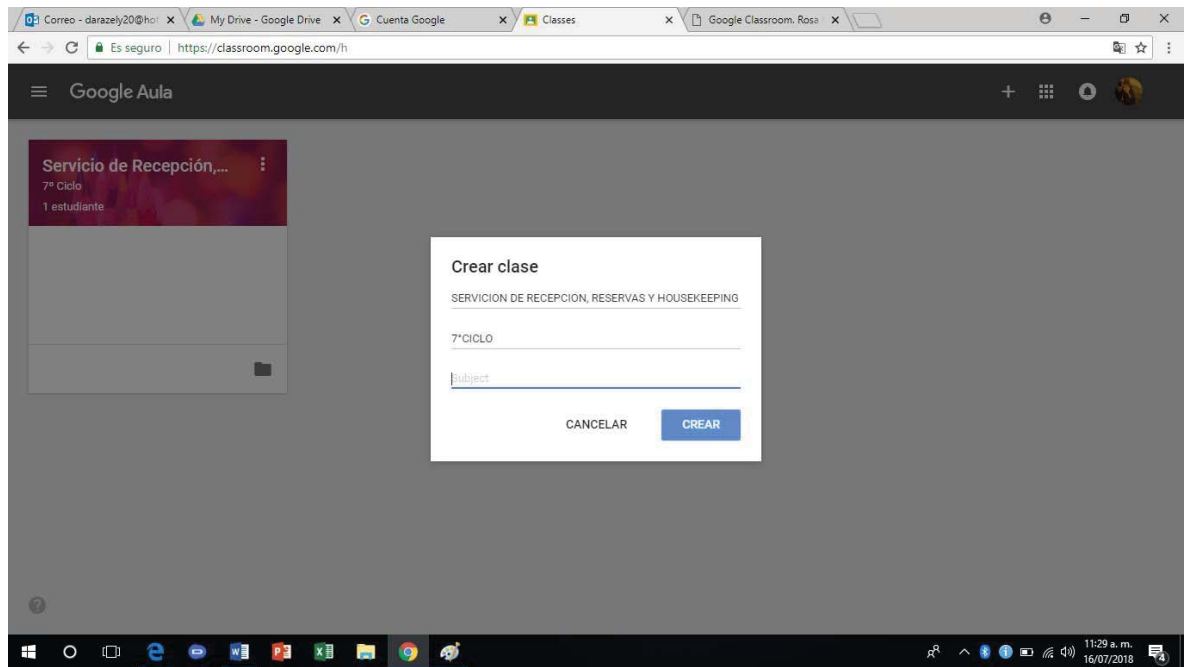 Correo - darazely20@ho
My Drive - Google Drive
Cuenta Google
Classes
Google Classroom. Rosa
Es seguro | https://classroom.google.com/h
Google Aula
Servicio de Recepción,...
7º Ciclo
1 estudiante
Crear clase
SERVICION DE RECEPCION, RESERVAS Y HOUSEKEEPING
7°CICLO
Subject
CANCELAR CREAR
11:29 a. m.
16/07/2018